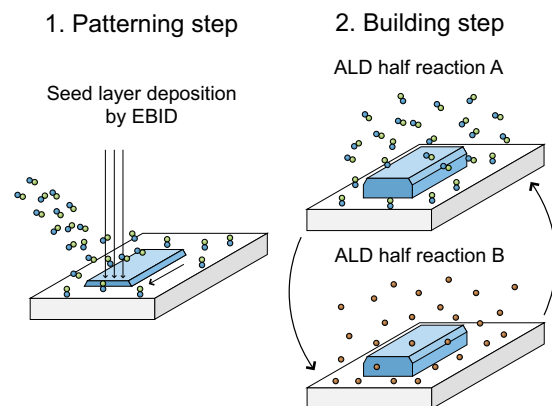 1. Patterning step
Seed layer deposition
by EBID
2. Building step
ALD half reaction A
ALD half reaction B